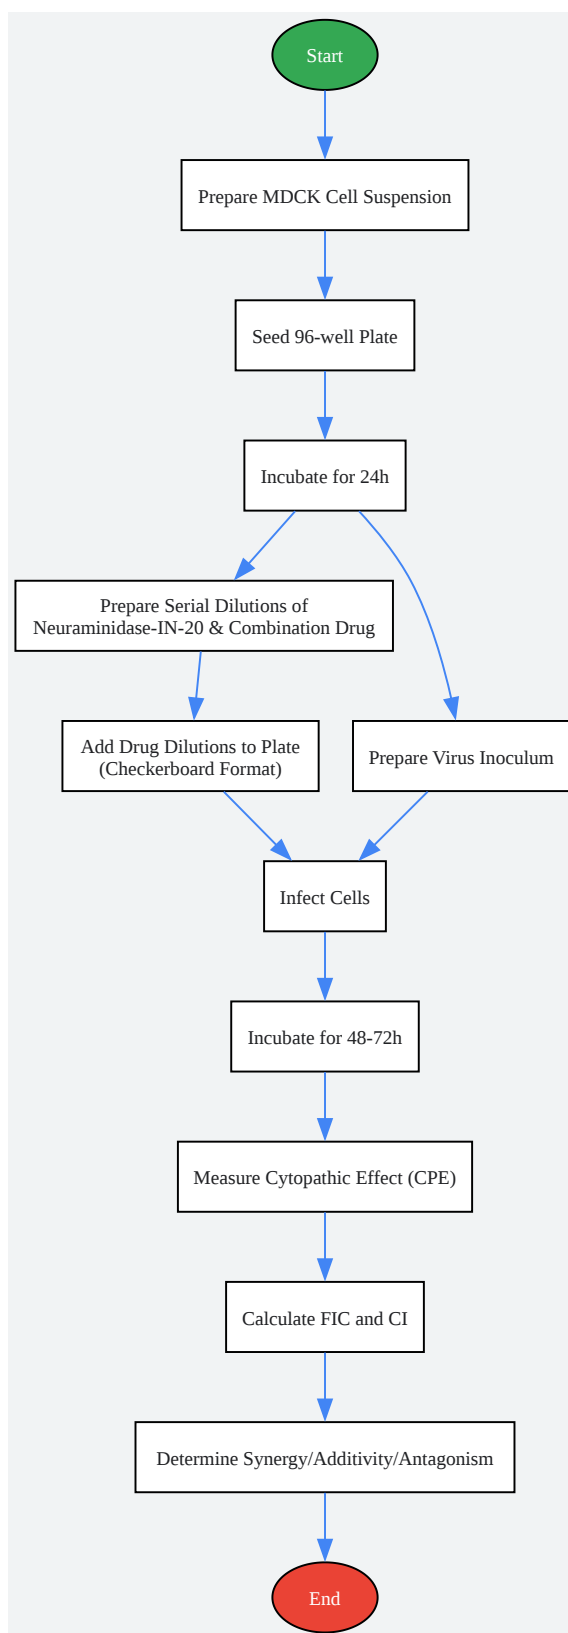 Start
Prepare MDCK Cell Suspension
Seed 96-well Plate
Incubate for 24h
Prepare Serial Dilutions of
Neuraminidase-IN-20 & Combination Drug
Add Drug Dilutions to Plate
(Checkerboard Format)
Prepare Virus Inoculum
Infect Cells
Incubate for 48-72h
Measure Cytopathic Effect (CPE)
Calculate FIC and CI
Determine Synergy/Additivity/Antagonism
End